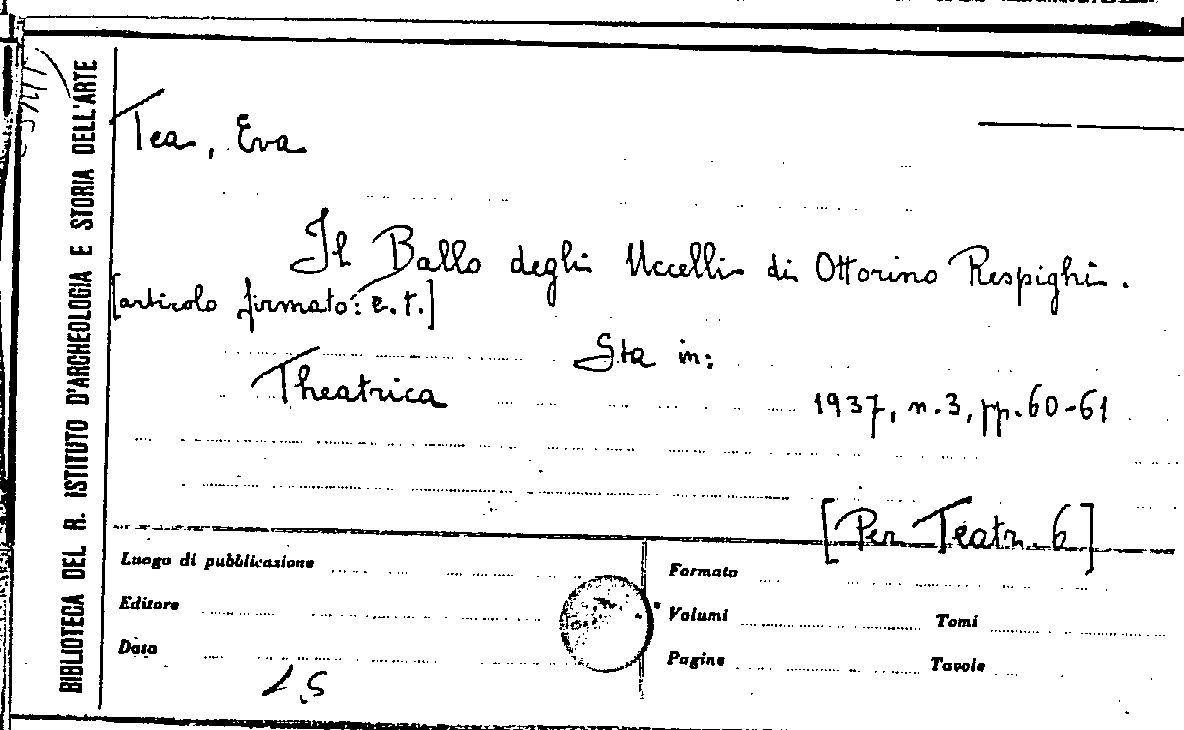 BIBLIOTECA DEL R. ISTITUTO D'ARCHEOLOGIA E STORIA DELL'ARTE
Tea, Eva
Il Ballo degli Uccelli di Ottorino Respighi.
[articolo firmato: e. t.]
Sta in:
Theatrica 1937, n. 3, pp. 60-61
[Per Teatr. 6]
Luogo di pubblicazione
Formato
Editore
Volumi Tomi
Data
Pagine Tavole